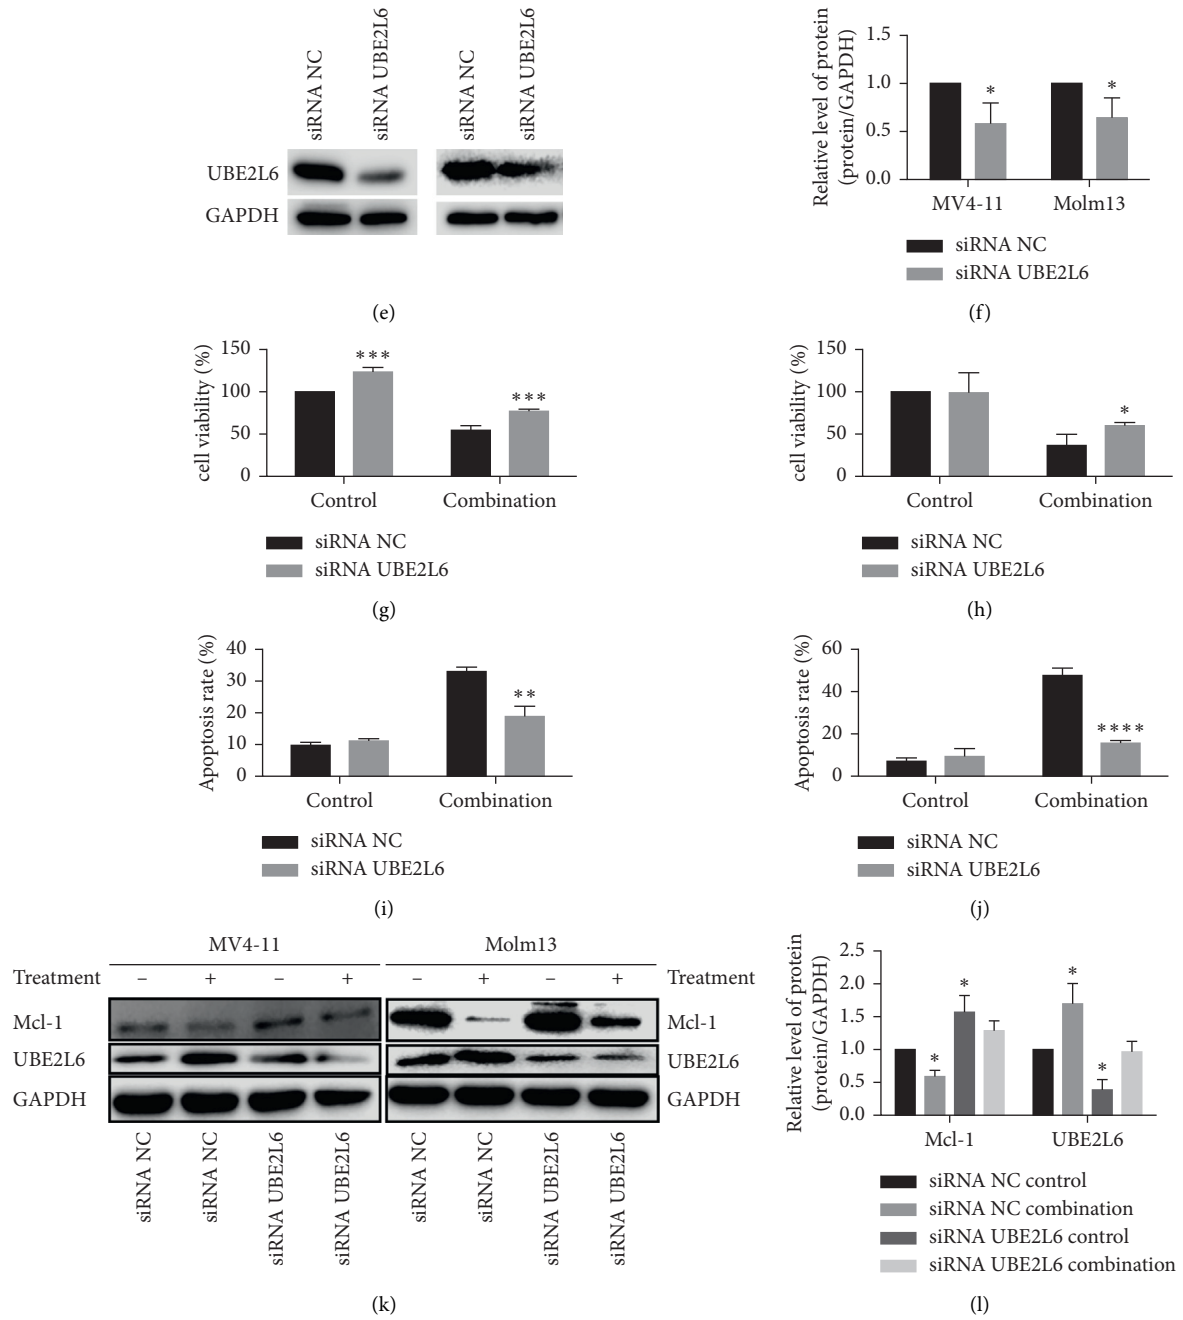 siRNA NC
siRNA UBE2L6
siRNA NC
siRNA UBE2L6
UBE2L6
GAPDH
(e)
Relative level of protein
(protein/GAPDH)
1.5
1.0
0.5
0.0
*
*
MV4-11
Molm13
siRNA NC
siRNA UBE2L6
(f)
cell viability (%)
150
100
50
0
***
***
Control
Combination
siRNA NC
siRNA UBE2L6
(g)
cell viability (%)
150
100
50
0
*
Control
Combination
siRNA NC
siRNA UBE2L6
(h)
Apoptosis rate (%)
40
30
20
10
0
**
Control
Combination
siRNA NC
siRNA UBE2L6
(i)
Apoptosis rate (%)
60
40
20
0
****
Control
Combination
siRNA NC
siRNA UBE2L6
(j)
MV4-11
Molm13
Treatment – + – + – + – + Treatment
Mcl-1
Mcl-1
UBE2L6
UBE2L6
GAPDH
GAPDH
siRNA NC
siRNA NC
siRNA UBE2L6
siRNA UBE2L6
siRNA NC
siRNA NC
siRNA UBE2L6
siRNA UBE2L6
(k)
Relative level of protein
(protein/GAPDH)
2.5
2.0
1.5
1.0
0.5
0.0
*
*
*
*
Mcl-1
UBE2L6
siRNA NC control
siRNA NC combination
siRNA UBE2L6 control
siRNA UBE2L6 combination
(l)